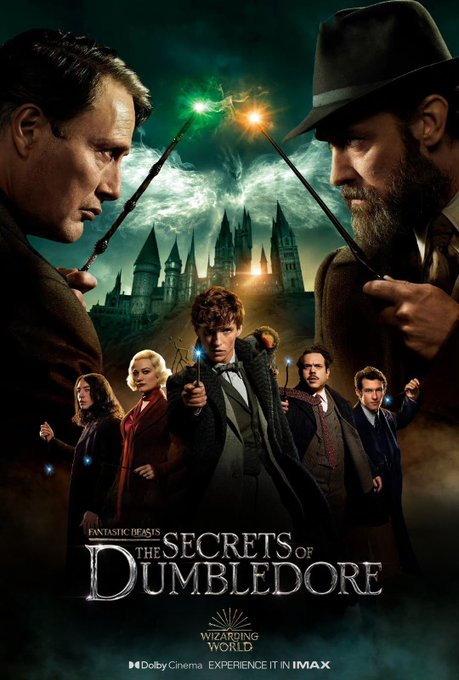 FANTASTIC BEASTS
THE SECRETS OF
DUMBLEDORE
WIZARDING
WORLD
Dolby Cinema EXPERIENCE IT IN IMAX